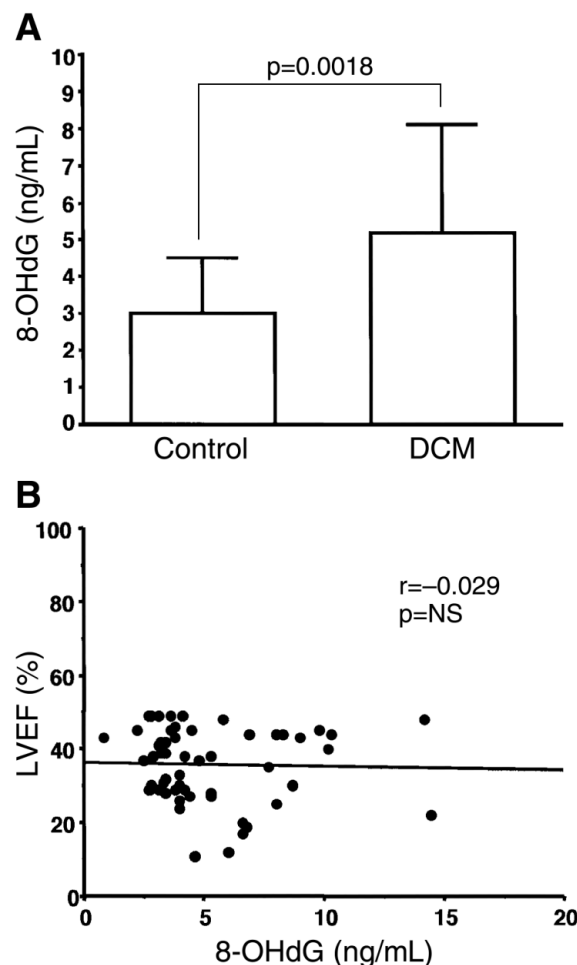 A
10
9
8
7
6
5
4
3
2
1
0
8-OHdG (ng/mL)
p=0.0018
Control DCM
B
100
80
60
40
20
0
LVEF (%)
r=–0.029
p=NS
0 5 10 15 20
8-OHdG (ng/mL)